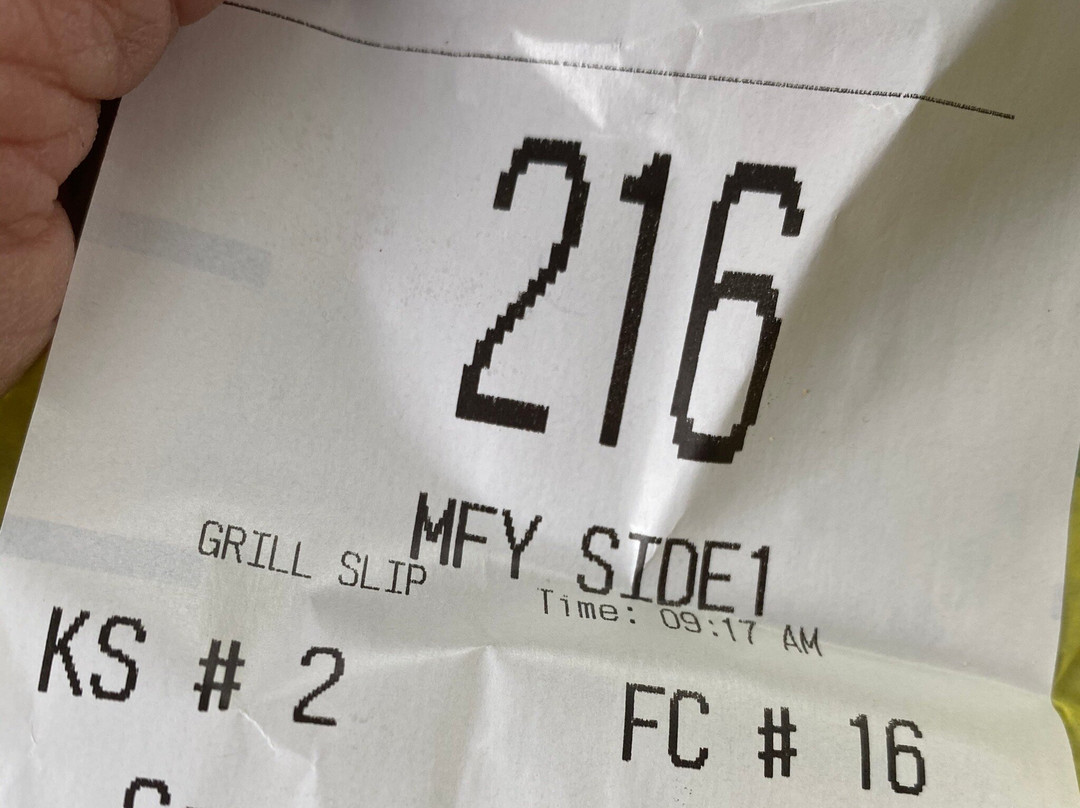 216
MFY SIDE1
GRILL SLIP
Time: 09:17 AM
KS # 2
FC # 16